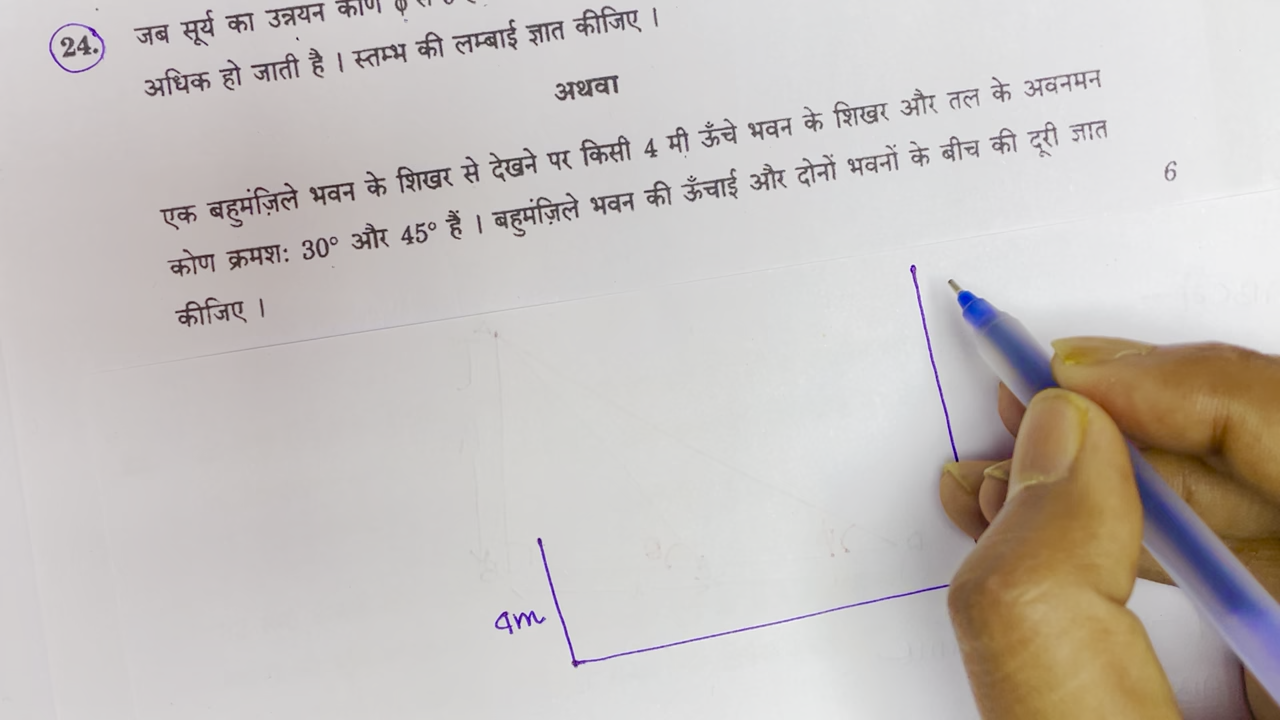 24. जब सूर्य का उन्नयन कोण φ से
अधिक हो जाती है । स्तम्भ की लम्बाई ज्ञात कीजिए ।
अथवा
एक बहुमंज़िले भवन के शिखर से देखने पर किसी 4 मी ऊँचे भवन के शिखर और तल के अवनमन
कोण क्रमश: 30° और 45° हैं । बहुमंज़िले भवन की ऊँचाई और दोनों भवनों के बीच की दूरी ज्ञात
कीजिए ।
6
4m